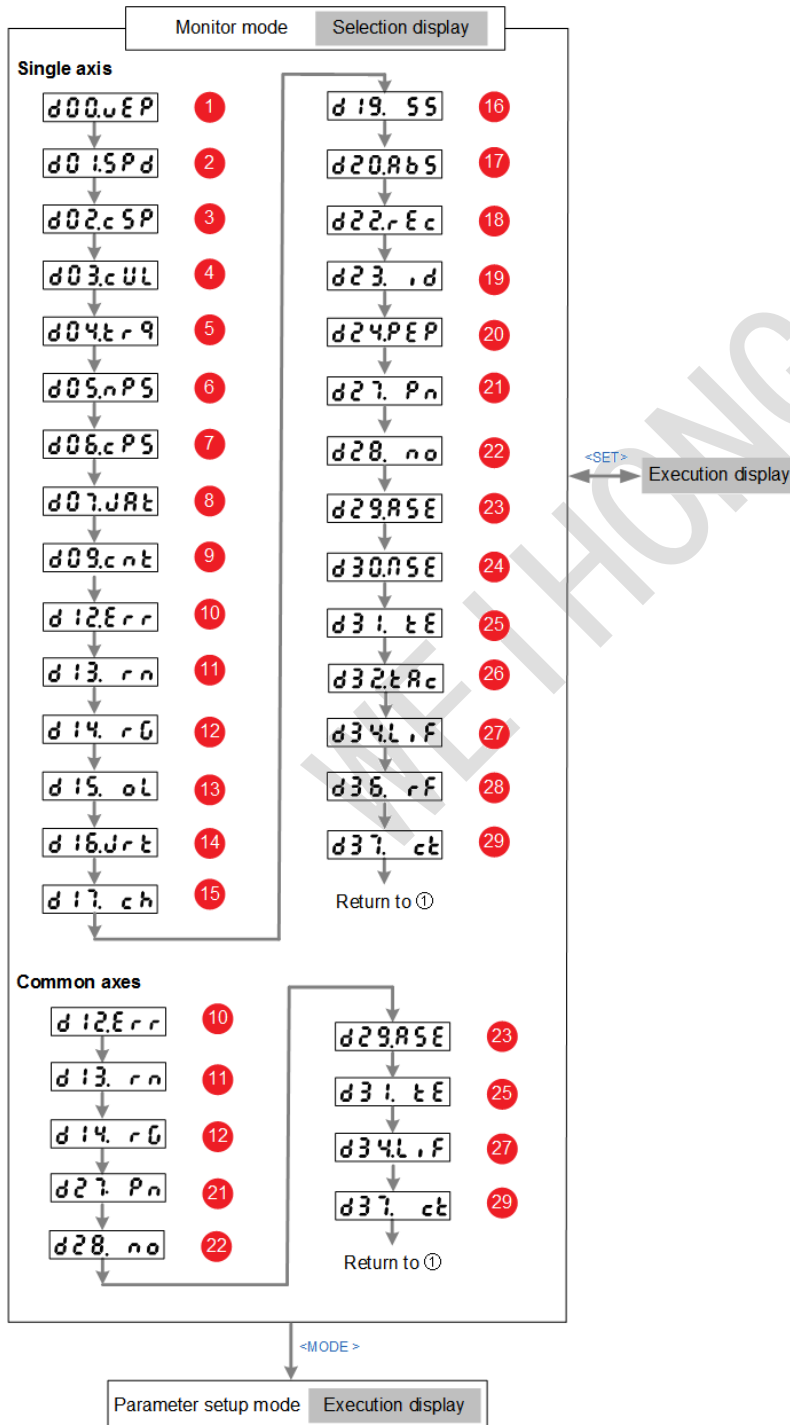 Monitor mode Selection display
Single axis
d00.uEP 1
d01.SPd 2
d02.cSP 3
d03.cUL 4
d04.trq 5
d05.nPS 6
d06.cPS 7
d07.JAt 8
d09.cnt 9
d12.Err 10
d13. rn 11
d14. rG 12
d15. oL 13
d16.Jrt 14
d17. ch 15
d19. SS 16
d20.AbS 17
d22.rEc 18
d23. id 19
d24.PEP 20
d27. Pn 21
d28. no 22
d29.ASE 23
d30.nSE 24
d31. tE 25
d32.tAc 26
d34.LiF 27
d36. rF 28
d37. ct 29
Return to ①
<SET>
Execution display
Common axes
d12.Err 10
d13. rn 11
d14. rG 12
d27. Pn 21
d28. no 22
d29.ASE 23
d31. tE 25
d34.LiF 27
d37. ct 29
Return to ①
<MODE >
Parameter setup mode Execution display
WEIHONG